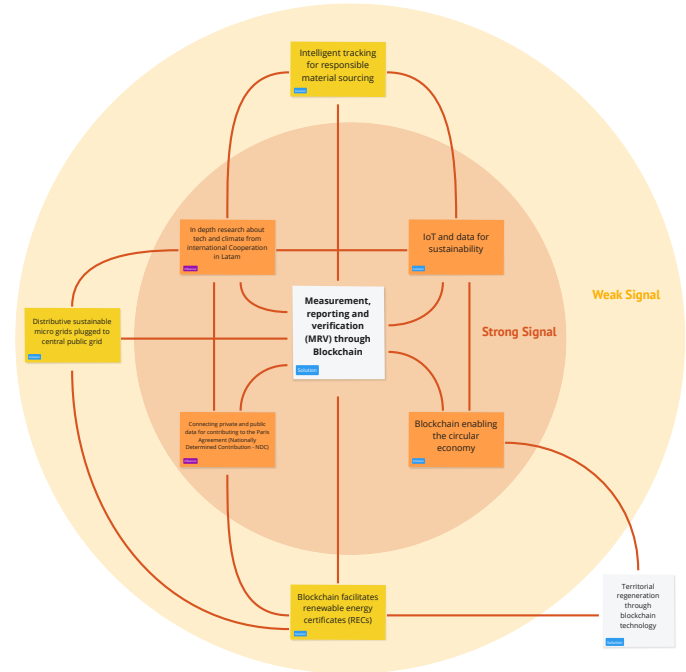 Intelligent tracking
for responsible
material sourcing
In depth research about
tech and climate from
international Cooperation
in Latam
IoT and data for
sustainability
Weak Signal
Measurement,
reporting and
verification
(MRV) through
Blockchain
Solution
Strong Signal
Distributive sustainable
micro grids plugged to
central public grid
Connecting private and public
data for contributing to the Paris
Agreement (Nationally
Determined Contribution - NDC)
Blockchain enabling
the circular
economy
Blockchain facilitates
renewable energy
certificates (RECs)
Territorial
regeneration
through
blockchain
technology
Solution